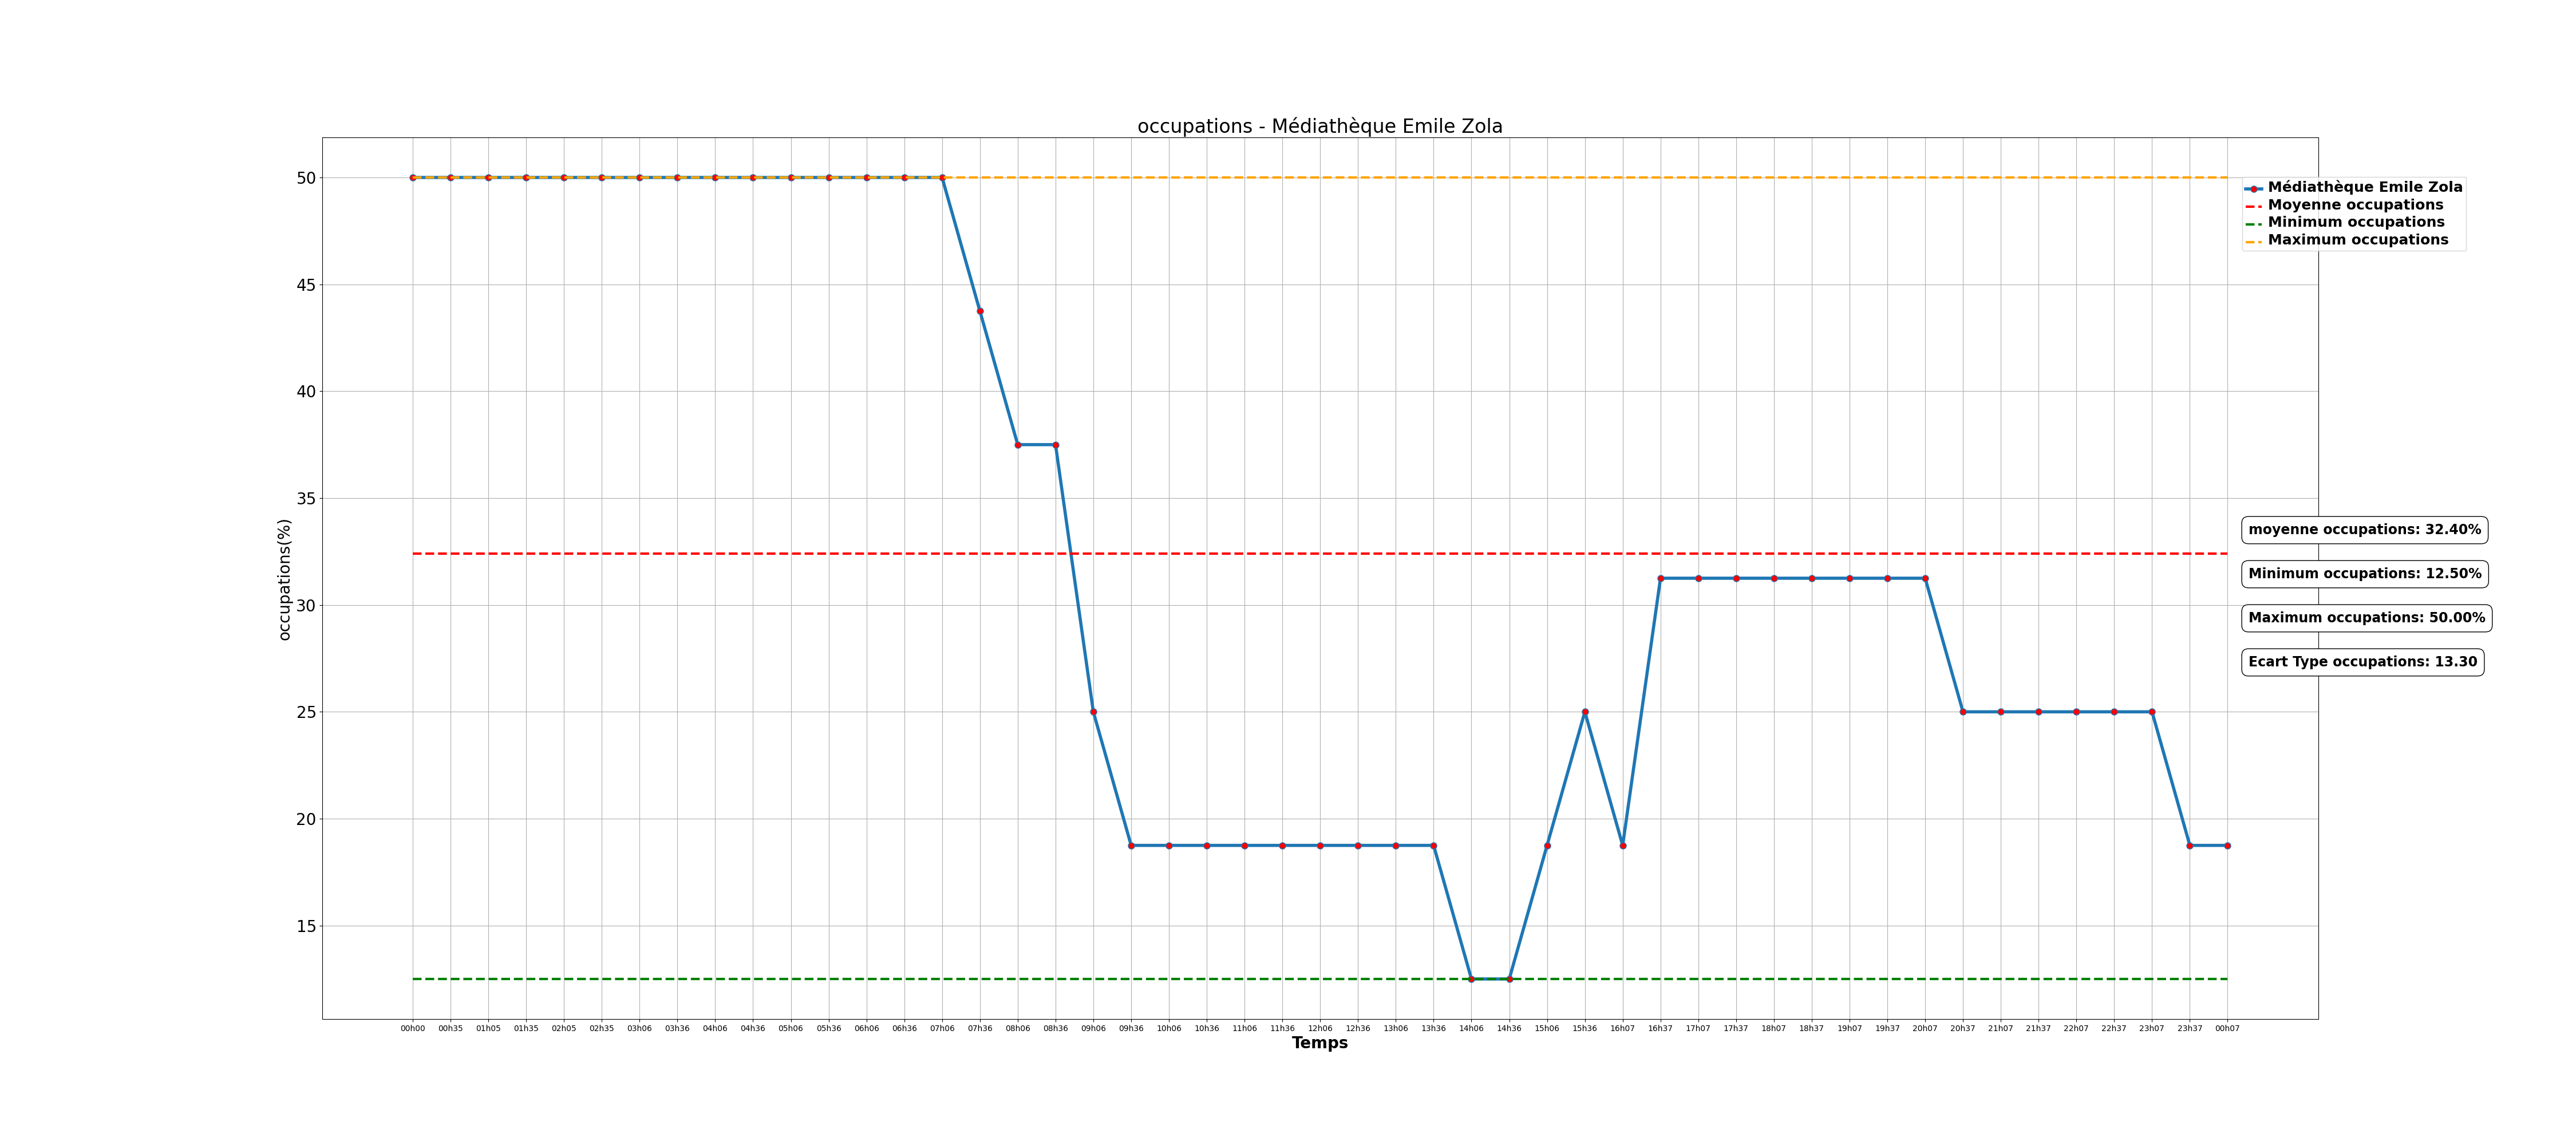 occupations - Médiathèque Emile Zola
50
45
40
35
30
25
20
15
occupations(%)
Médiathèque Emile Zola
Moyenne occupations
Minimum occupations
Maximum occupations
moyenne occupations: 32.40%
Minimum occupations: 12.50%
Maximum occupations: 50.00%
Ecart Type occupations: 13.30
00h00 00h35 01h05 01h35 02h05 02h35 03h06 03h36 04h06 04h36 05h06 05h36 06h06 06h36 07h06 07h36 08h06 08h36 09h06 09h36 10h06 10h36 11h06 11h36 12h06 12h36 13h06 13h36 14h06 14h36 15h06 15h36 16h07 16h37 17h07 17h37 18h07 18h37 19h07 19h37 20h07 20h37 21h07 21h37 22h07 22h37 23h07 23h37 00h07
Temps